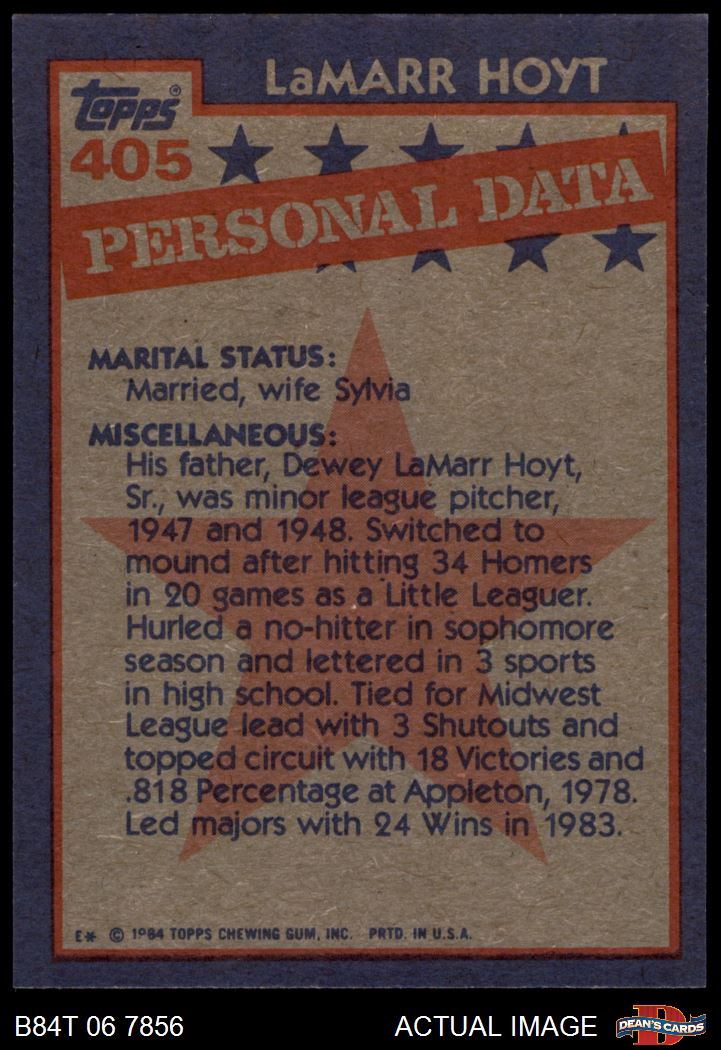 LaMARR HOYT
Topps®
405
PERSONAL DATA
MARITAL STATUS:
Married, wife Sylvia
MISCELLANEOUS:
His father, Dewey LaMarr Hoyt,
Sr., was minor league pitcher,
1947 and 1948. Switched to
mound after hitting 34 Homers
in 20 games as a Little Leaguer.
Hurled a no-hitter in sophomore
season and lettered in 3 sports
in high school. Tied for Midwest
League lead with 3 Shutouts and
topped circuit with 18 Victories and
.818 Percentage at Appleton, 1978.
Led majors with 24 Wins in 1983.
E* © 1984 TOPPS CHEWING GUM, INC. PRTD. IN U.S.A.
B84T 06 7856 ACTUAL IMAGE D DEAN'S CARDS